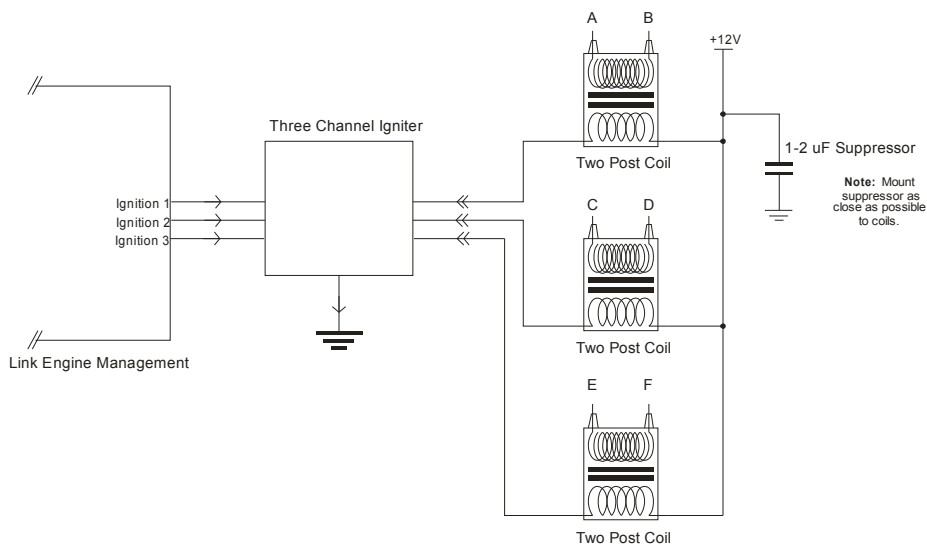 A B
+12V
Three Channel Igniter
1-2 uF Suppressor
Two Post Coil
Note: Mount
suppressor as
close as possible
to coils.
Ignition 1
Ignition 2
Ignition 3
C D
Two Post Coil
Link Engine Management
E F
Two Post Coil